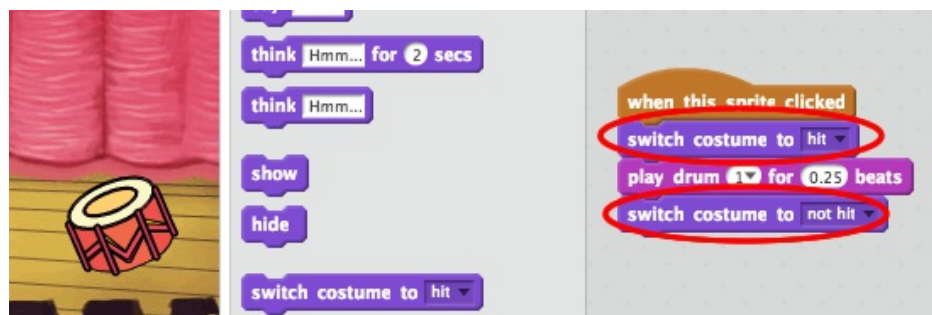 think Hmm... for 2 secs
think Hmm...
show
hide
switch costume to hit
when this sprite clicked
switch costume to hit
play drum 1 for 0.25 beats
switch costume to not hit